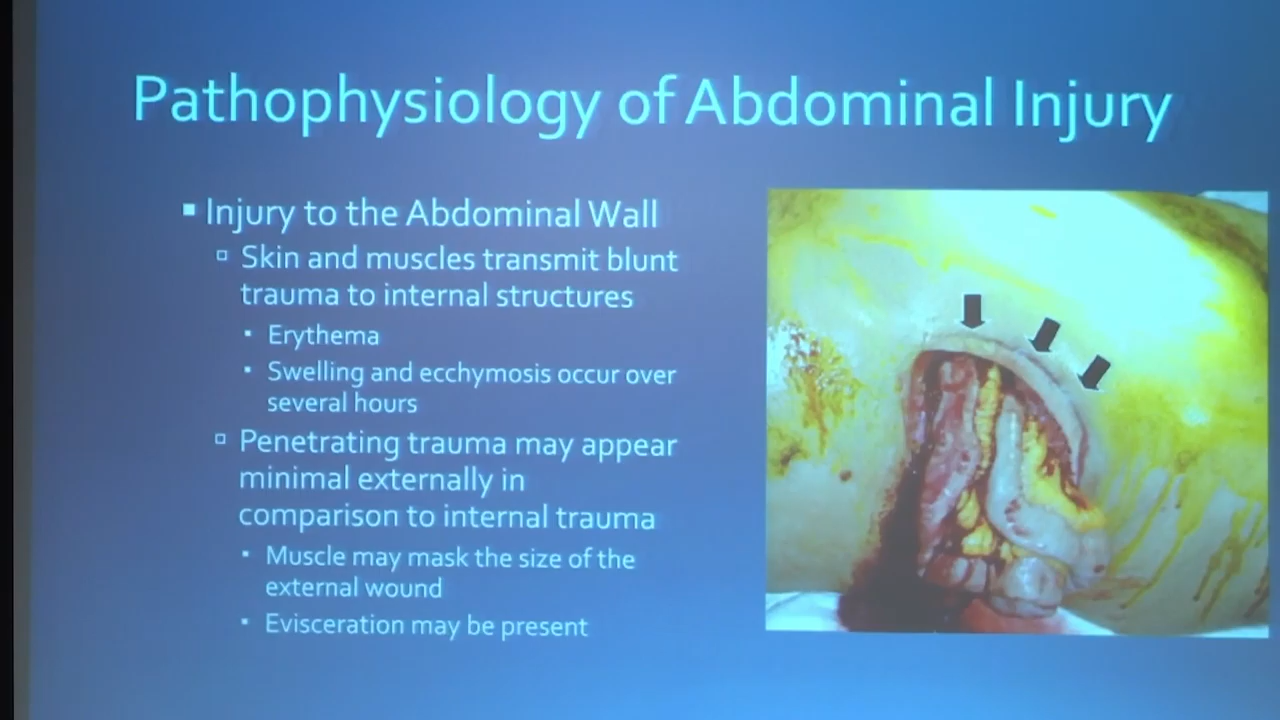 Pathophysiology of Abdominal Injury
Injury to the Abdominal Wall
Skin and muscles transmit blunt
trauma to internal structures
Erythema
Swelling and ecchymosis occur over
several hours
Penetrating trauma may appear
minimal externally in
comparison to internal trauma
Muscle may mask the size of the
external wound
Evisceration may be present